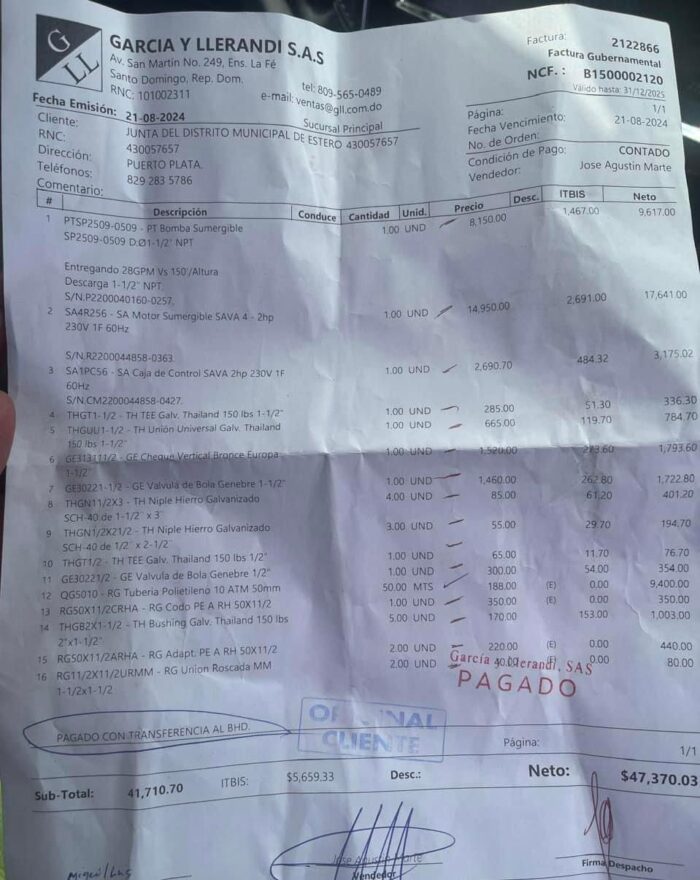 G
LL
GARCIA Y LLERANDI S.A.S
Av. San Martin No. 249, Ens. La Fé
Santo Domingo, Rep. Dom.
RNC: 101002311
tel: 809-565-0489
e-mail: ventas@gll.com.do
Sucursal Principal
Factura: 2122866
Factura Gubernamental
NCF.: B1500002120
Válido hasta: 31/12/2025
Página: 1/1
Fecha Vencimiento: 21-08-2024
No. de Orden:
Condición de Pago: CONTADO
Vendedor: Jose Agustin Marte
Fecha Emisión: 21-08-2024
Cliente: JUNTA DEL DISTRITO MUNICIPAL DE ESTERO 430057657
RNC: 430057657
Dirección: PUERTO PLATA.
Teléfonos: 829 283 5786
Comentario:
# Descripción Conduce Cantidad Unid. Precio Desc. ITBIS Neto
1 PTSP2509-0509 - PT Bomba Sumergible 1.00 UND 8,150.00 1,467.00 9,617.00
SP2509-0509 D.Ø1-1/2" NPT
Entregando 28GPM Vs 150'/Altura
Descarga 1-1/2" NPT.
S/N.P2200040160-0257.
2 SA4R256 - SA Motor Sumergible SAVA 4 - 2hp 1.00 UND 14,950.00 2,691.00 17,641.00
230V 1F 60Hz
S/N.R2200044858-0363.
3 SA1PC56 - SA Caja de Control SAVA 2hp 230V 1F 1.00 UND 2,690.70 484.32 3,175.02
60Hz
S/N.CM2200044858-0427.
4 THGT1-1/2 - TH TEE Galv. Thailand 150 lbs 1-1/2" 1.00 UND 285.00 51.30 336.30
5 THGUU1-1/2 - TH Unión Universal Galv. Thailand 1.00 UND 665.00 119.70 784.70
150 lbs 1-1/2"
6 GE313111/2 - GE Cheque Vertical Bronce Europa 1.00 UND 1,520.00 273.60 1,793.60
1-1/2"
7 GE30221-1/2 - GE Valvula de Bola Genebre 1-1/2" 1.00 UND 1,460.00 262.80 1,722.80
8 THGN11/2X3 - TH Niple Hierro Galvanizado 4.00 UND 85.00 61.20 401.20
SCH-40 de 1-1/2" x 3"
9 THGN1/2X21/2 - TH Niple Hierro Galvanizado 3.00 UND 55.00 29.70 194.70
SCH-40 de 1/2" x 2-1/2"
10 THGT1/2 - TH TEE Galv. Thailand 150 lbs 1/2" 1.00 UND 65.00 11.70 76.70
11 GE30221/2 - GE Valvula de Bola Genebre 1/2" 1.00 UND 300.00 54.00 354.00
12 QG5010 - RG Tuberia Polietileno 10 ATM 50mm 50.00 MTS 188.00 (E) 0.00 9,400.00
13 RG50X11/2CRHA - RG Codo PE A RH 50X11/2 1.00 UND 350.00 (E) 0.00 350.00
14 THGB2X1-1/2 - TH Bushing Galv. Thailand 150 lbs 5.00 UND 170.00 153.00 1,003.00
2"x1-1/2"
15 RG50X11/2ARHA - RG Adapt. PE A RH 50X11/2 2.00 UND 220.00 (E) 0.00 440.00
16 RG11/2X11/2URMM - RG Union Roscada MM 2.00 UND 40.00 (E) 0.00 80.00
1-1/2x1-1/2
García y Llerandi, SAS
PAGADO
PAGADO CON TRANSFERENCIA AL BHD.
CLIENTE
Página: 1/1
Sub-Total: 41,710.70 ITBIS: $5,659.33 Desc.: Neto: $47,370.03
Jose Agustin Marte
Vendedor
Firma Despacho